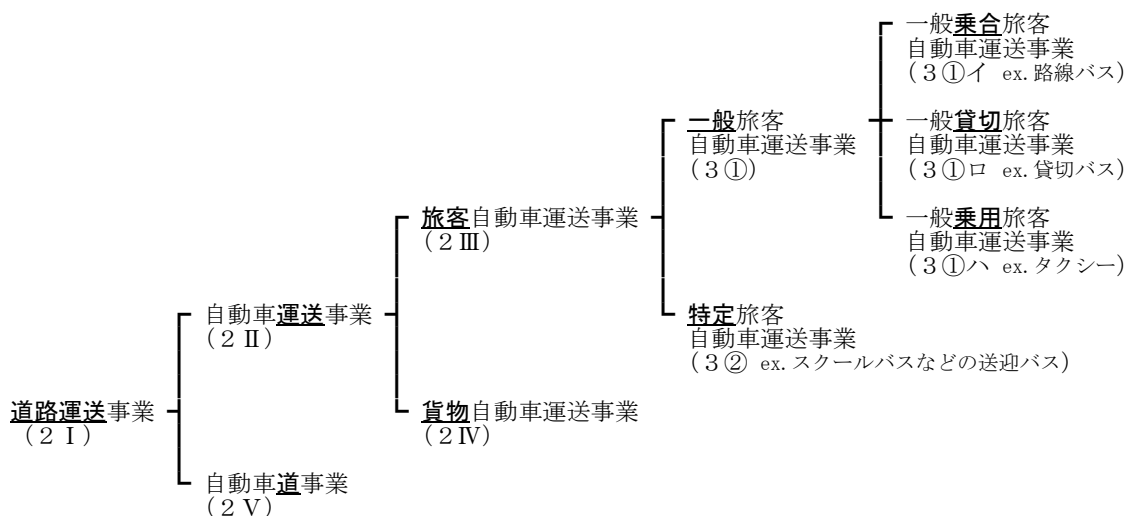 一般乗合旅客
自動車運送事業
(3①イ ex.路線バス)
一般旅客
自動車運送事業
(3①)
一般貸切旅客
自動車運送事業
(3①ロ ex.貸切バス)
旅客自動車運送事業
(2Ⅲ)
一般乗用旅客
自動車運送事業
(3①ハ ex.タクシー)
自動車運送事業
(2Ⅱ)
特定旅客
自動車運送事業
(3② ex.スクールバスなどの送迎バス)
道路運送事業
(2Ⅰ)
貨物自動車運送事業
(2Ⅳ)
自動車道事業
(2Ⅴ)